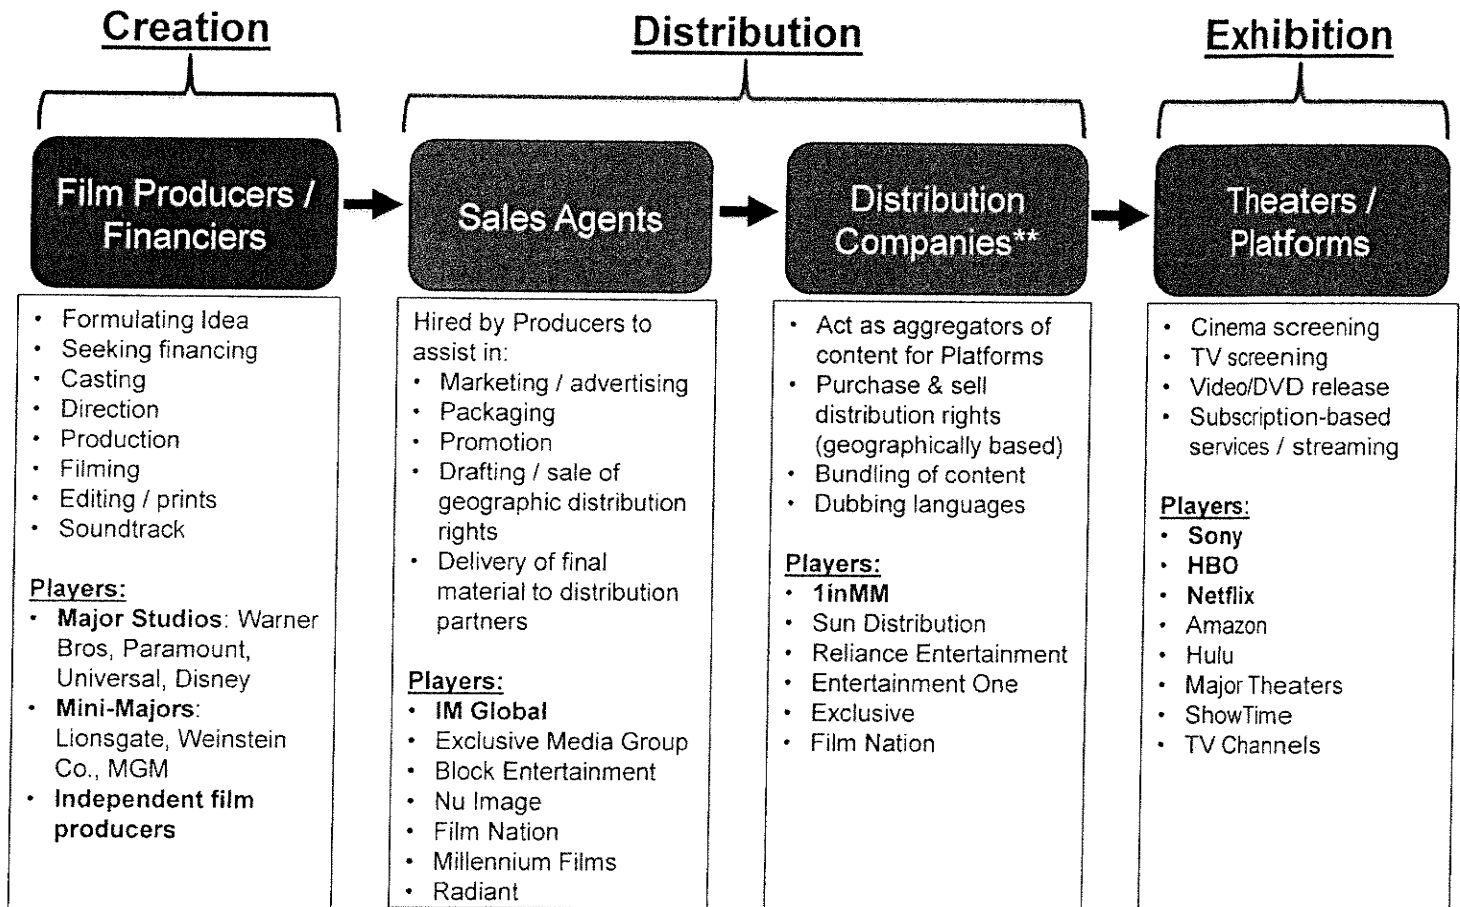 Creation
Distribution
Exhibition
Film Producers /
Financiers
Sales Agents
Distribution
Companies**
Theaters /
Platforms
• Formulating Idea
• Seeking financing
• Casting
• Direction
• Production
• Filming
• Editing / prints
• Soundtrack
Players:
• Major Studios: Warner
Bros, Paramount,
Universal, Disney
• Mini-Majors:
Lionsgate, Weinstein
Co., MGM
• Independent film
producers
Hired by Producers to
assist in:
• Marketing / advertising
• Packaging
• Promotion
• Drafting / sale of
geographic distribution
rights
• Delivery of final
material to distribution
partners
Players:
• IM Global
• Exclusive Media Group
• Block Entertainment
• Nu Image
• Film Nation
• Millennium Films
• Radiant
• Act as aggregators of
content for Platforms
• Purchase & sell
distribution rights
(geographically based)
• Bundling of content
• Dubbing languages
Players:
• 1inMM
• Sun Distribution
• Reliance Entertainment
• Entertainment One
• Exclusive
• Film Nation
• Cinema screening
• TV screening
• Video/DVD release
• Subscription-based
services / streaming
Players:
• Sony
• HBO
• Netflix
• Amazon
• Hulu
• Major Theaters
• ShowTime
• TV Channels